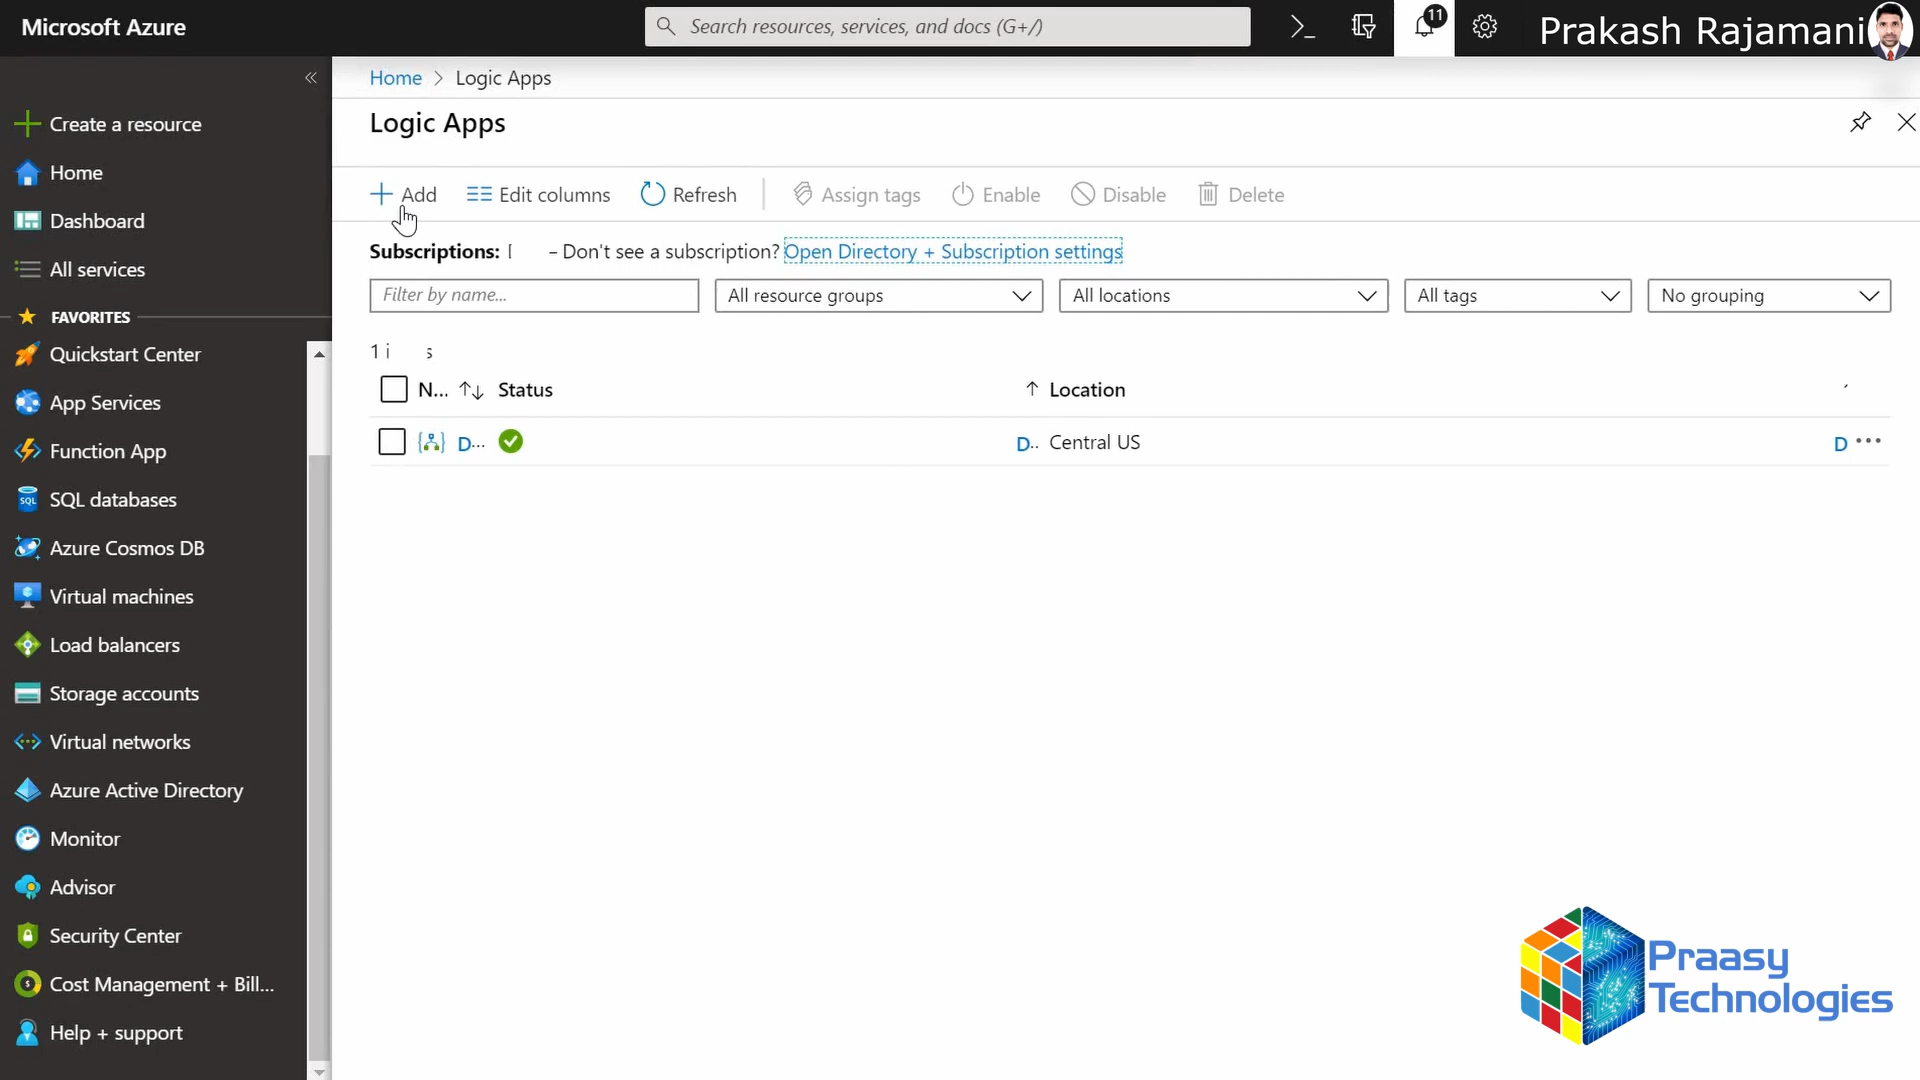 Microsoft Azure
Search resources, services, and docs (G+/)
11
Prakash Rajamani
Create a resource
Home
Dashboard
All services
FAVORITES
Quickstart Center
App Services
Function App
SQL databases
Azure Cosmos DB
Virtual machines
Load balancers
Storage accounts
Virtual networks
Azure Active Directory
Monitor
Advisor
Security Center
Cost Management + Bill...
Help + support
Home > Logic Apps
Logic Apps
Add Edit columns Refresh Assign tags Enable Disable Delete
Subscriptions: – Don't see a subscription? Open Directory + Subscription settings
Filter by name... All resource groups All locations All tags No grouping
1 i s
N... Status Location
D... D.. Central US D ...
Praasy
Technologies